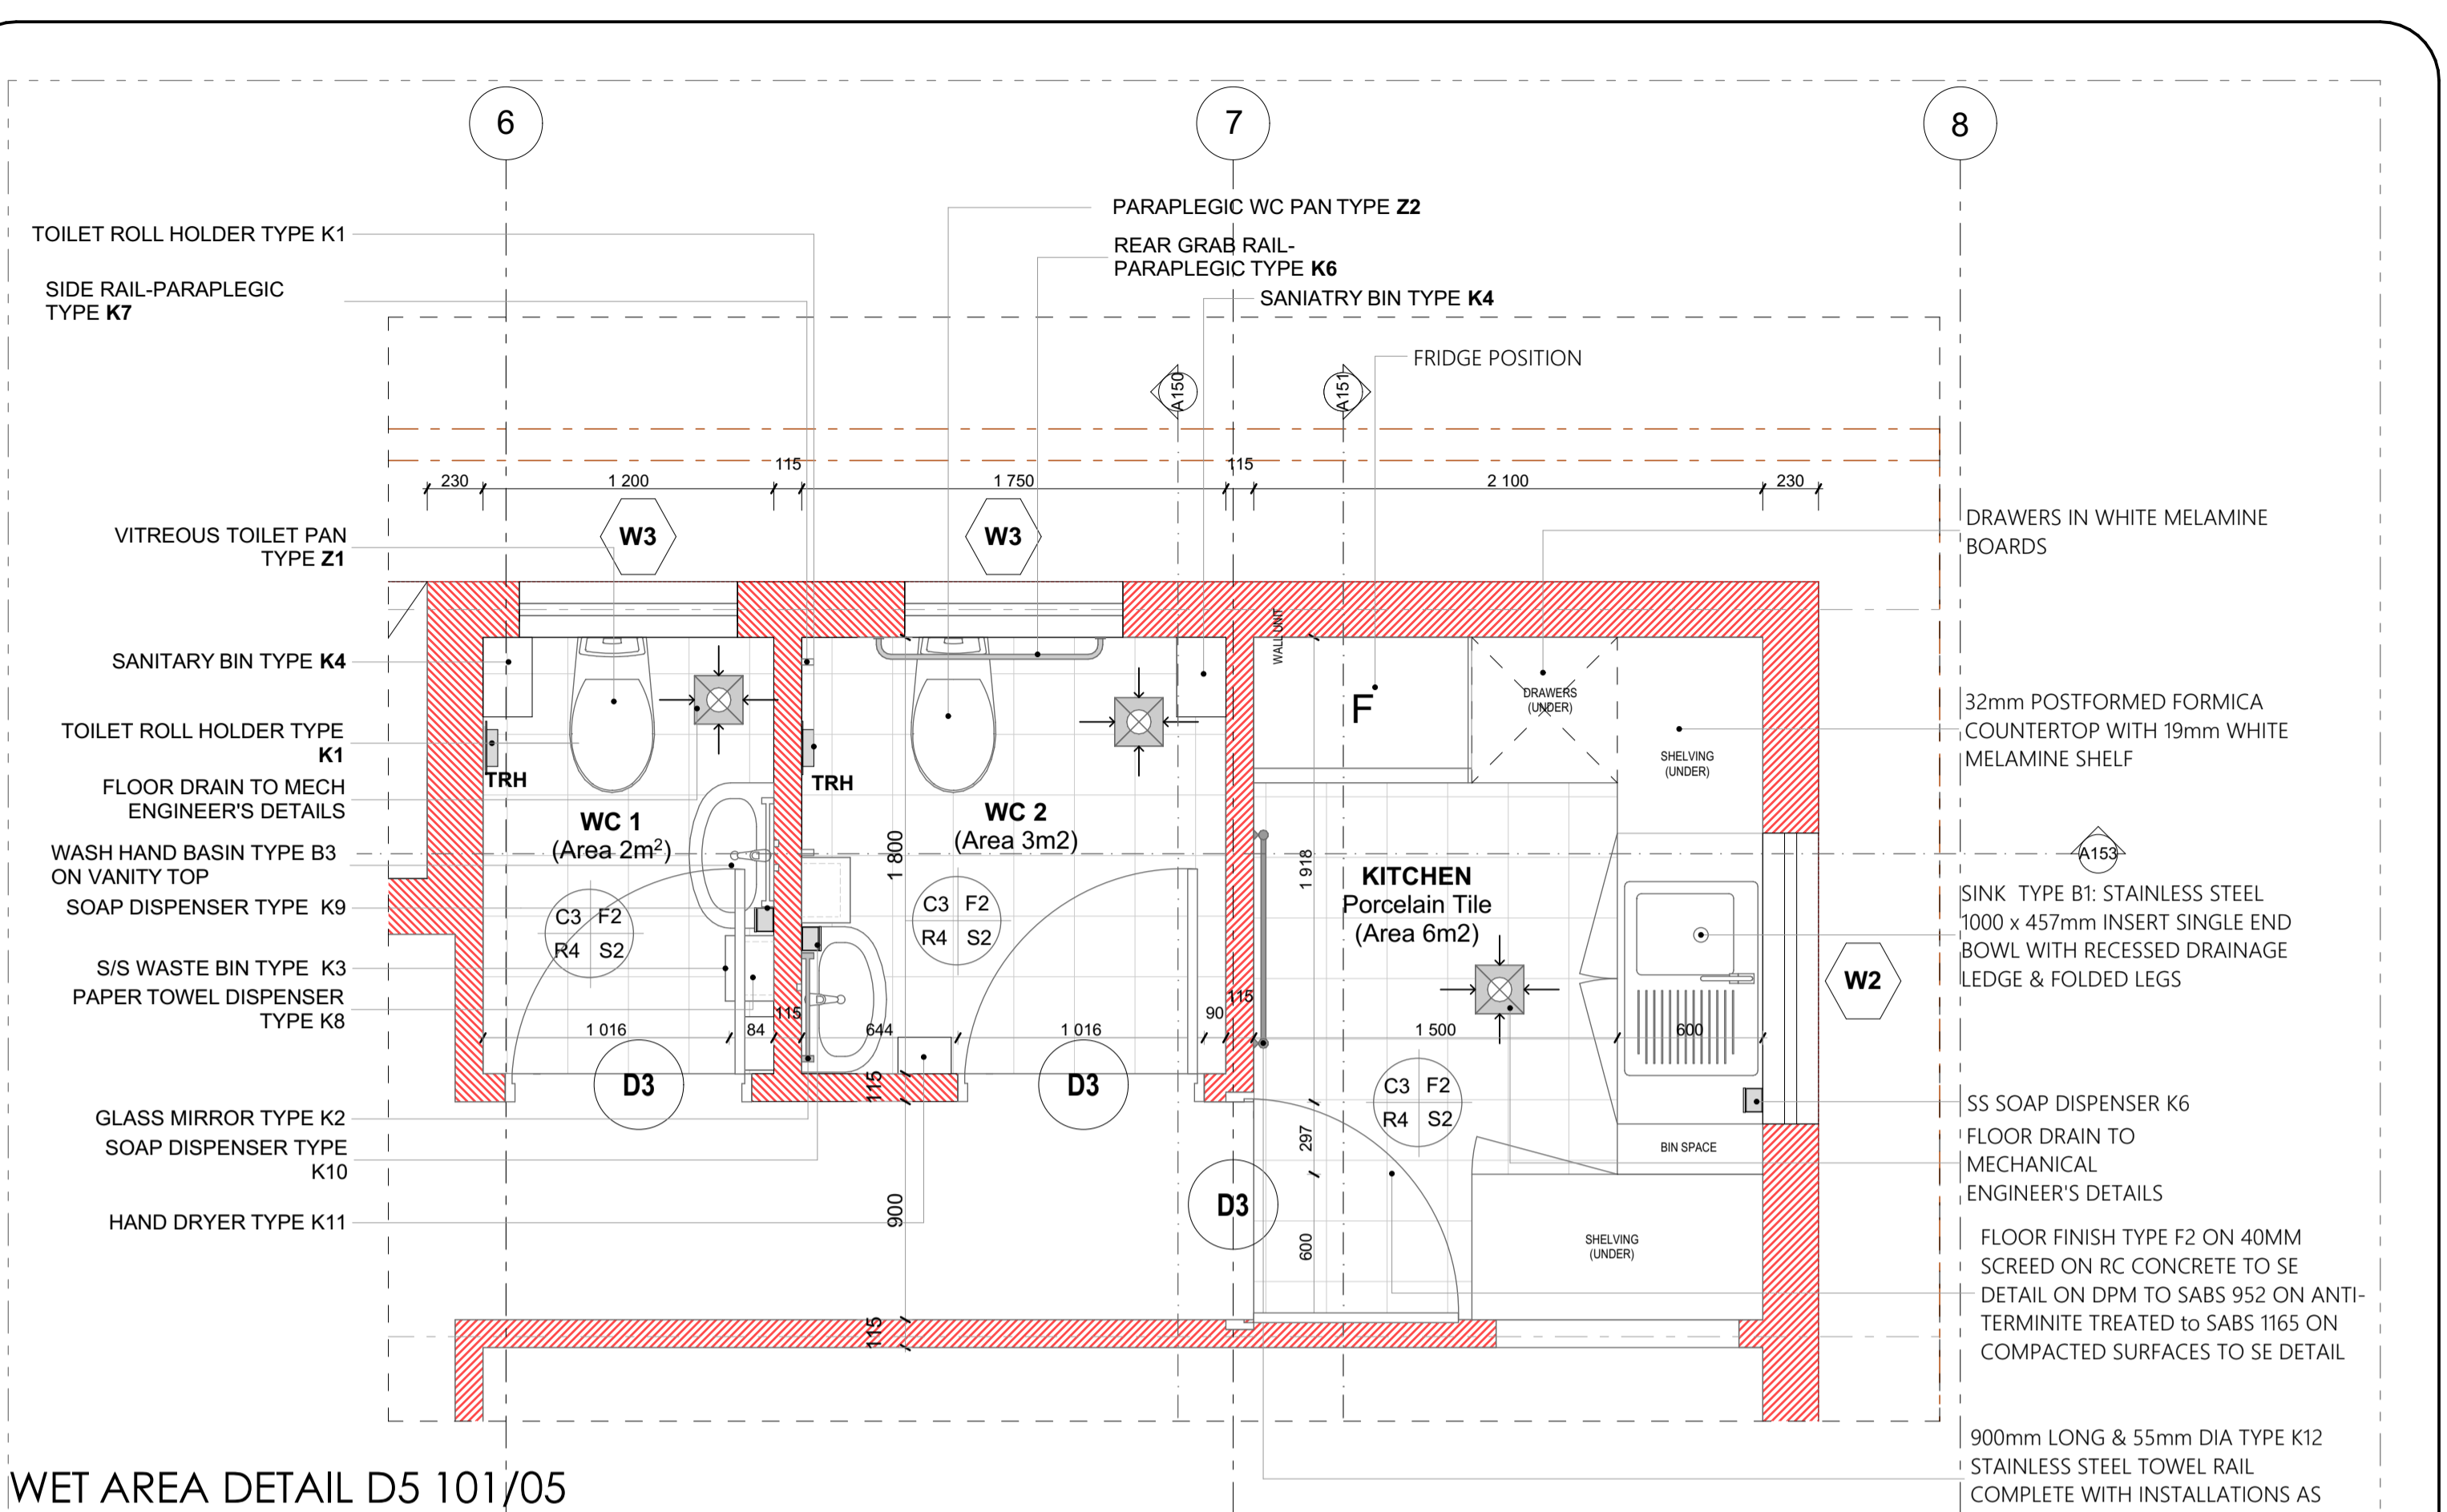 6
7
8
TOILET ROLL HOLDER TYPE K1
SIDE RAIL-PARAPLEGIC
TYPE K7
PARAPLEGIC WC PAN TYPE Z2
REAR GRAB RAIL-
PARAPLEGIC TYPE K6
SANIATRY BIN TYPE K4
FRIDGE POSITION
A150
A151
230
1 200
115
1 750
115
2 100
230
W3
W3
VITREOUS TOILET PAN
TYPE Z1
SANITARY BIN TYPE K4
TOILET ROLL HOLDER TYPE
K1
FLOOR DRAIN TO MECH
ENGINEER'S DETAILS
WASH HAND BASIN TYPE B3
ON VANITY TOP
SOAP DISPENSER TYPE K9
S/S WASTE BIN TYPE K3
PAPER TOWEL DISPENSER
TYPE K8
GLASS MIRROR TYPE K2
SOAP DISPENSER TYPE
K10
HAND DRYER TYPE K11
TRH
WC 1
(Area 2m²)
C3 F2
R4 S2
1 016
84
115
D3
TRH
WC 2
(Area 3m2)
1 800
C3 F2
R4 S2
644
1 016
90
115
D3
115
900
115
WALL UNIT
F
DRAWERS
(UNDER)
SHELVING
(UNDER)
1 918
KITCHEN
Porcelain Tile
(Area 6m2)
1 500
600
C3 F2
R4 S2
297
600
D3
BIN SPACE
SHELVING
(UNDER)
W2
A153
DRAWERS IN WHITE MELAMINE
BOARDS
32mm POSTFORMED FORMICA
COUNTERTOP WITH 19mm WHITE
MELAMINE SHELF
SINK TYPE B1: STAINLESS STEEL
1000 x 457mm INSERT SINGLE END
BOWL WITH RECESSED DRAINAGE
LEDGE & FOLDED LEGS
SS SOAP DISPENSER K6
FLOOR DRAIN TO
MECHANICAL
ENGINEER'S DETAILS
FLOOR FINISH TYPE F2 ON 40MM
SCREED ON RC CONCRETE TO SE
DETAIL ON DPM TO SABS 952 ON ANTI-
TERMINITE TREATED to SABS 1165 ON
COMPACTED SURFACES TO SE DETAIL
900mm LONG & 55mm DIA TYPE K12
STAINLESS STEEL TOWEL RAIL
COMPLETE WITH INSTALLATIONS AS
WET AREA DETAIL D5 101/05